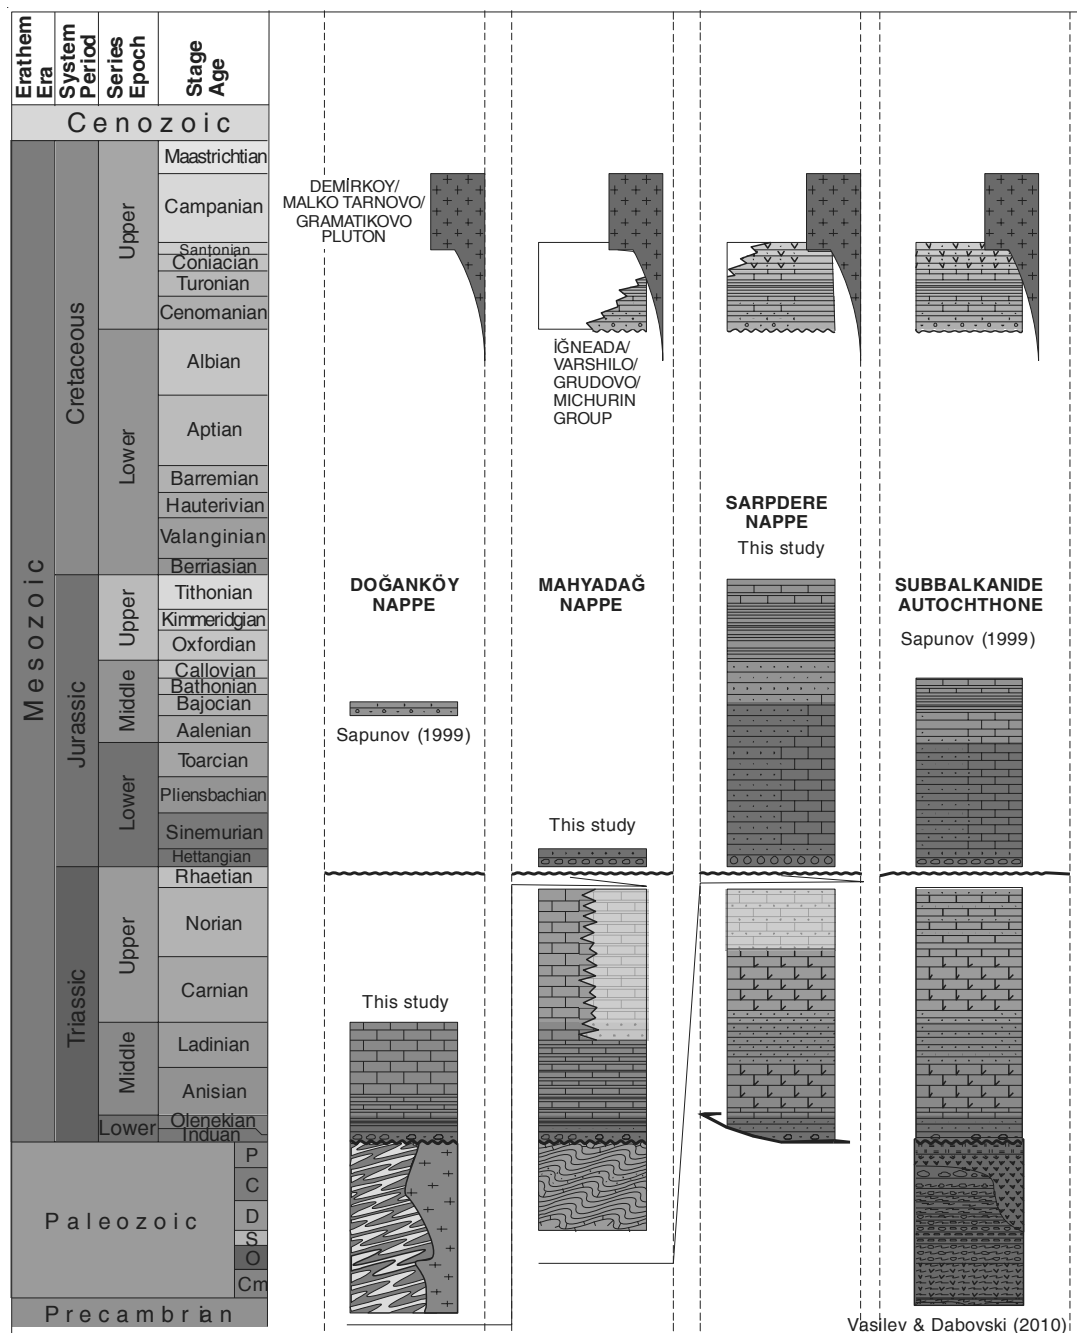 Erathem
Era
System
Period
Series
Epoch
Stage
Age
Cenozoic
Mesozoic
Cretaceous
Upper
Maastrichtian
Campanian
Santonian
Coniacian
Turonian
Cenomanian
Lower
Albian
Aptian
Barremian
Hauterivian
Valanginian
Berriasian
Jurassic
Upper
Tithonian
Kimmeridgian
Oxfordian
Middle
Callovian
Bathonian
Bajocian
Aalenian
Lower
Toarcian
Pliensbachian
Sinemurian
Hettangian
Triassic
Upper
Rhaetian
Norian
Carnian
Middle
Ladinian
Anisian
Lower
Olenekian
Induan
Paleozoic
P
C
D
S
O
Cm
Precambrian
DEMİRKOY/
MALKO TARNOVO/
GRAMATIKOVO
PLUTON
DOĞANKÖY
NAPPE
Sapunov (1999)
This study
İĞNEADA/
VARSHILO/
GRUDOVO/
MICHURIN
GROUP
MAHYADAĞ
NAPPE
This study
SARPDERE
NAPPE
This study
SUBBALKANIDE
AUTOCHTHONE
Sapunov (1999)
Vasilev & Dabovski (2010)